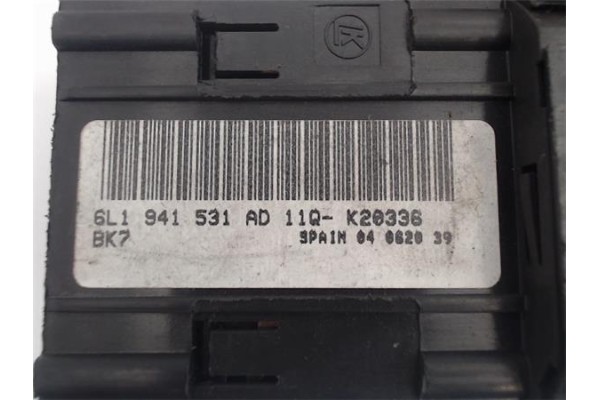 6L1 941 531 AD 11Q- K20336
BK7 SPAIN 04 0620 39